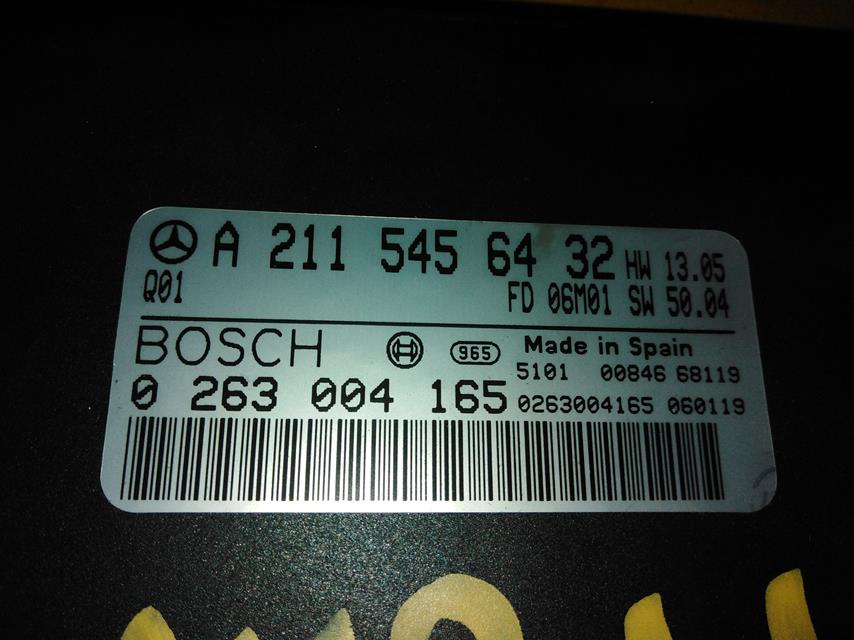 A 211 545 64 32 HW 13.05
Q01 FD 06M01 SW 50.04
BOSCH 965 Made in Spain
5101 00846 68119
0 263 004 165 0263004165 060119